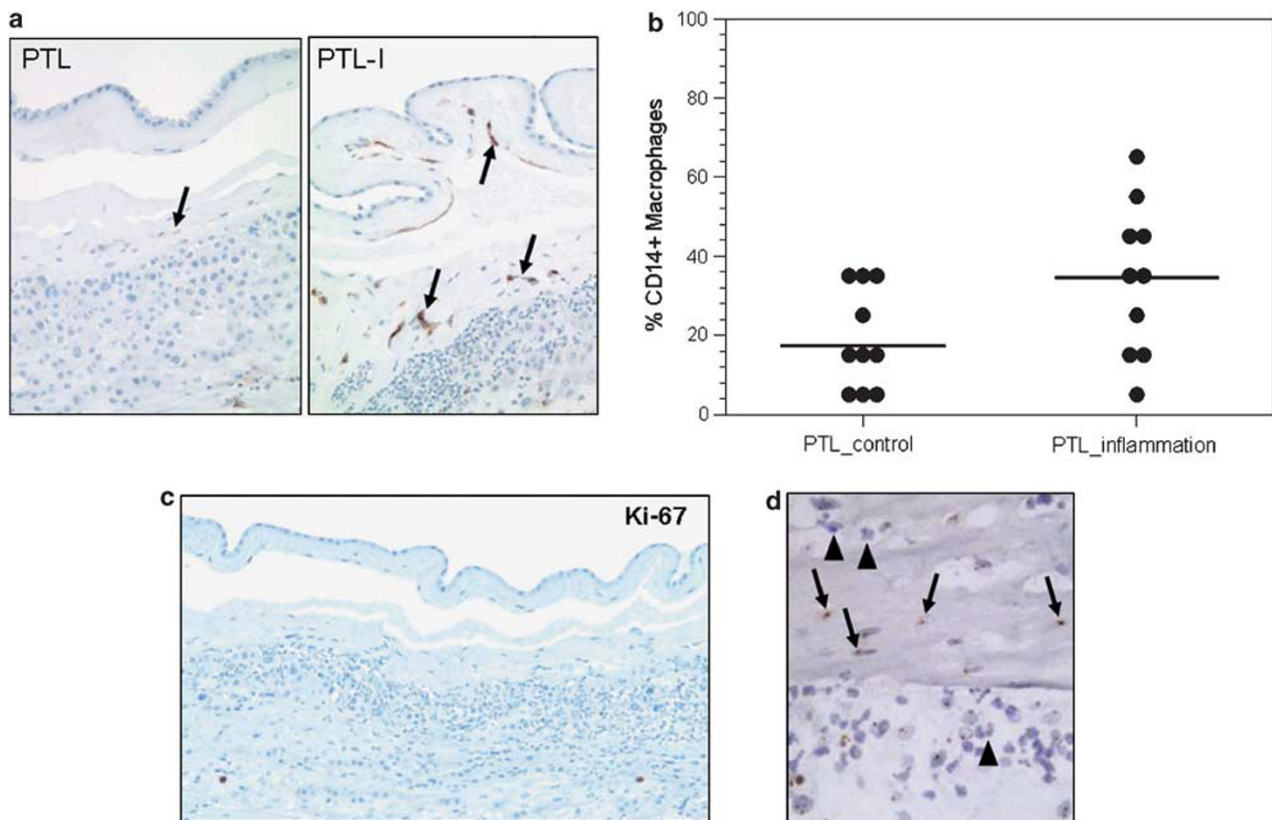 a
PTL
PTL-I
b
% CD14+ Macrophages
100
80
60
40
20
0
PTL_control
PTL_inflammation
c
Ki-67
d